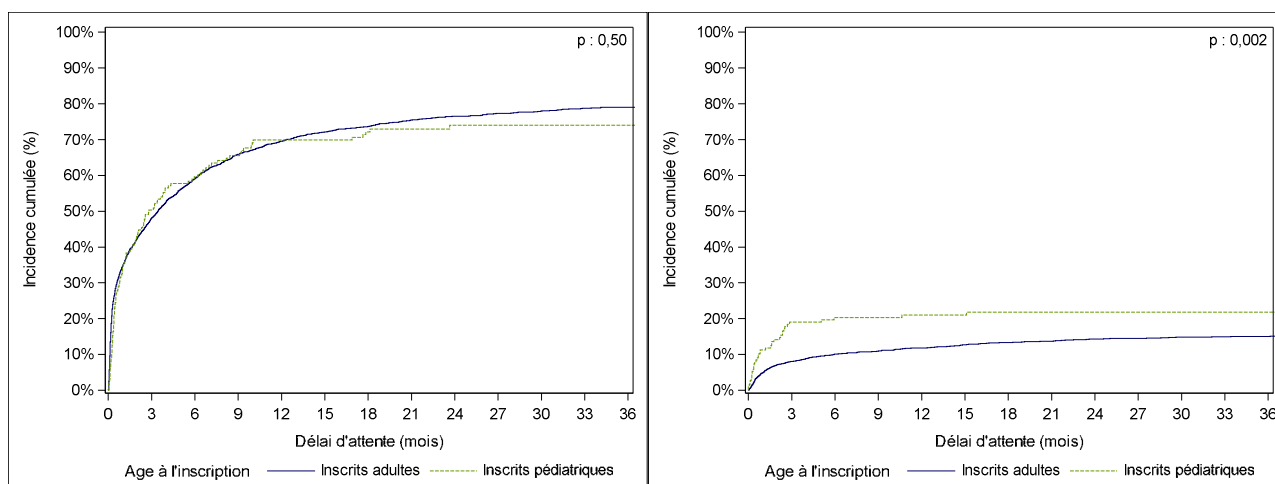 100%
90%
80%
70%
60%
50%
40%
30%
20%
10%
0%
Incidence cumulée (%)
p : 0,50
0 3 6 9 12 15 18 21 24 27 30 33 36
Délai d'attente (mois)
Age à l'inscription Inscrits adultes Inscrits pédiatriques
100%
90%
80%
70%
60%
50%
40%
30%
20%
10%
0%
Incidence cumulée (%)
p : 0,002
0 3 6 9 12 15 18 21 24 27 30 33 36
Délai d'attente (mois)
Age à l'inscription Inscrits adultes Inscrits pédiatriques